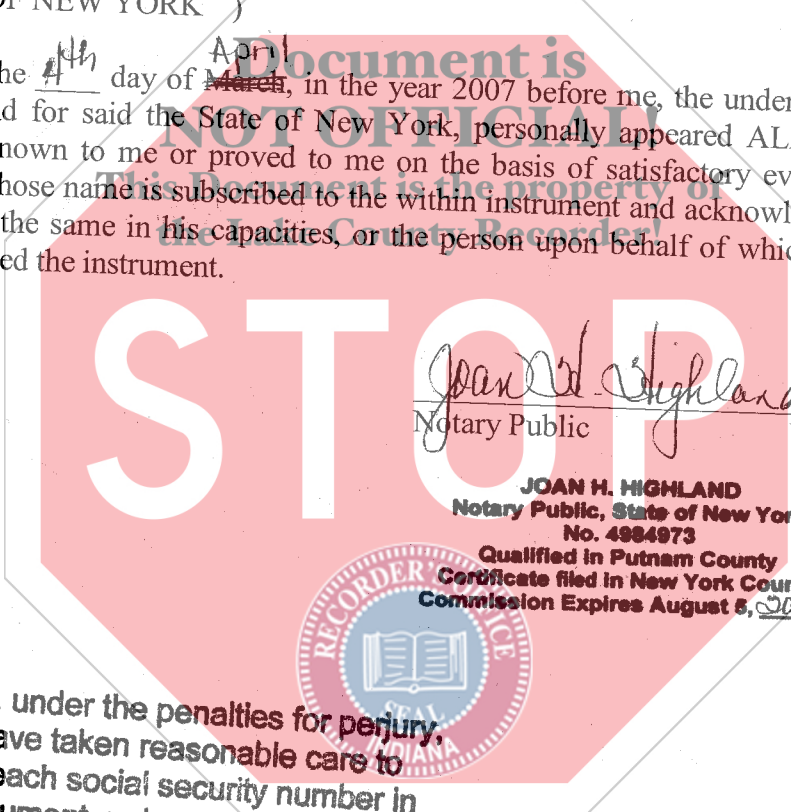 OF NEW YORK )
April
the 4th day of March, in the year 2007 before me, the under
d for said the State of New York, personally appeared AL
nown to me or proved to me on the basis of satisfactory ev
hose name is subscribed to the within instrument and acknowl
the same in his capacities, or the person upon behalf of whic
ed the instrument.
Document is
NOT OFFICIAL!
This Document is the property of
the Lake County Recorder!
STOP
Joan H. Highland
Notary Public
JOAN H. HIGHLAND
Notary Public, State of New Yor
No. 4984973
Qualified in Putnam County
Certificate filed in New York Coun
Commission Expires August 5, 20
RECORDER'S OFFICE
SEAL
INDIANA
under the penalties for perjury,
ave taken reasonable care to
each social security number in